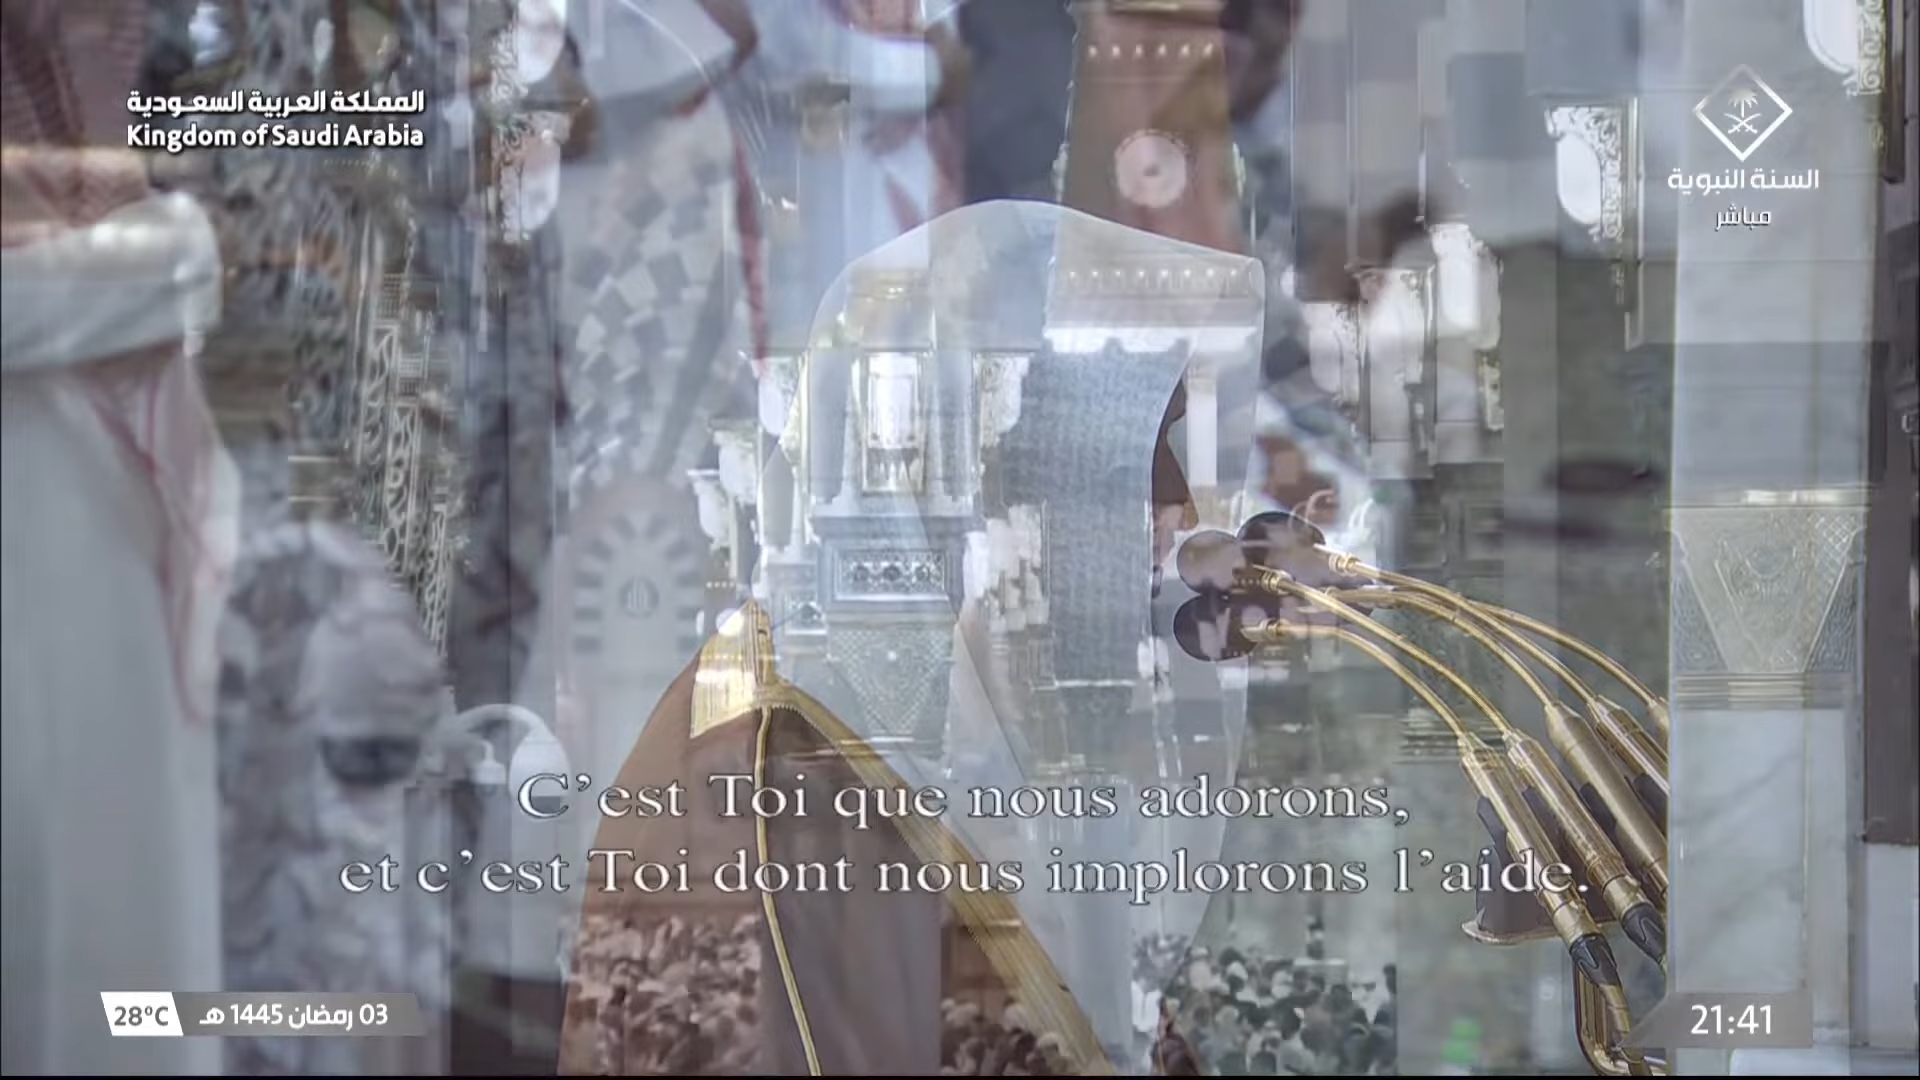 المملكة العربية السعودية
Kingdom of Saudi Arabia
السنة النبوية
مباشر
C'est Toi que nous adorons,
et c'est Toi dont nous implorons l'aide.
28°C
03 رمضان 1445 هـ
21:41